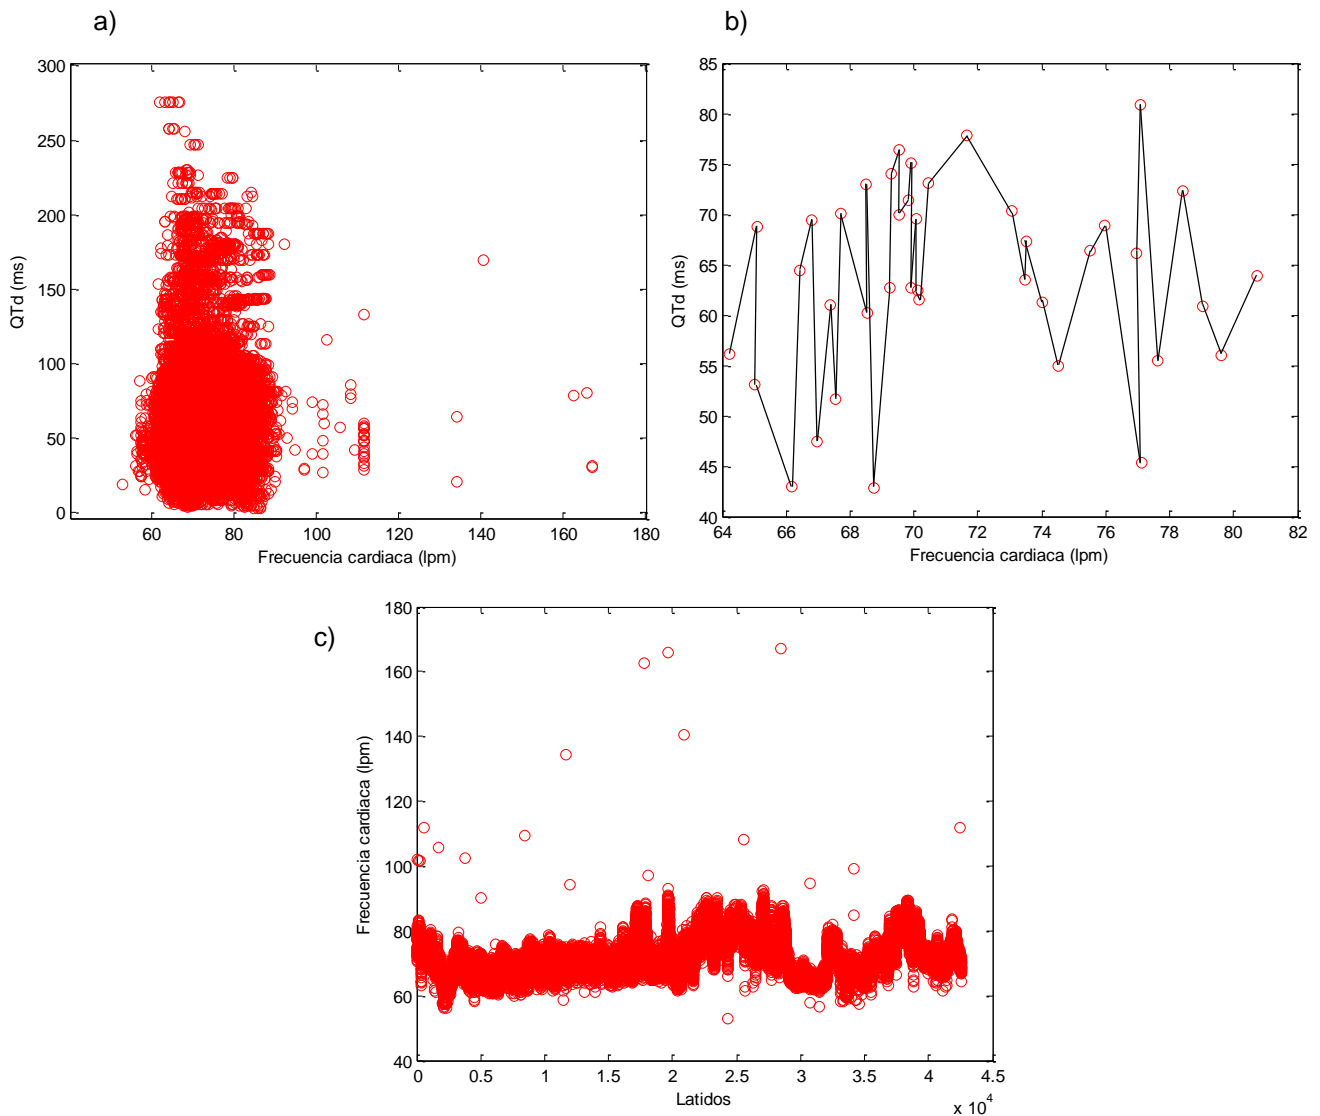 a)
300
250
200
150
100
50
0
QTd (ms)
60 80 100 120 140 160 180
Frecuencia cardiaca (lpm)
b)
85
80
75
70
65
60
55
50
45
40
QTd (ms)
64 66 68 70 72 74 76 78 80 82
Frecuencia cardiaca (lpm)
c)
180
160
140
120
100
80
60
40
Frecuencia cardiaca (lpm)
0 0.5 1 1.5 2 2.5 3 3.5 4 4.5
Latidos
x 10⁴